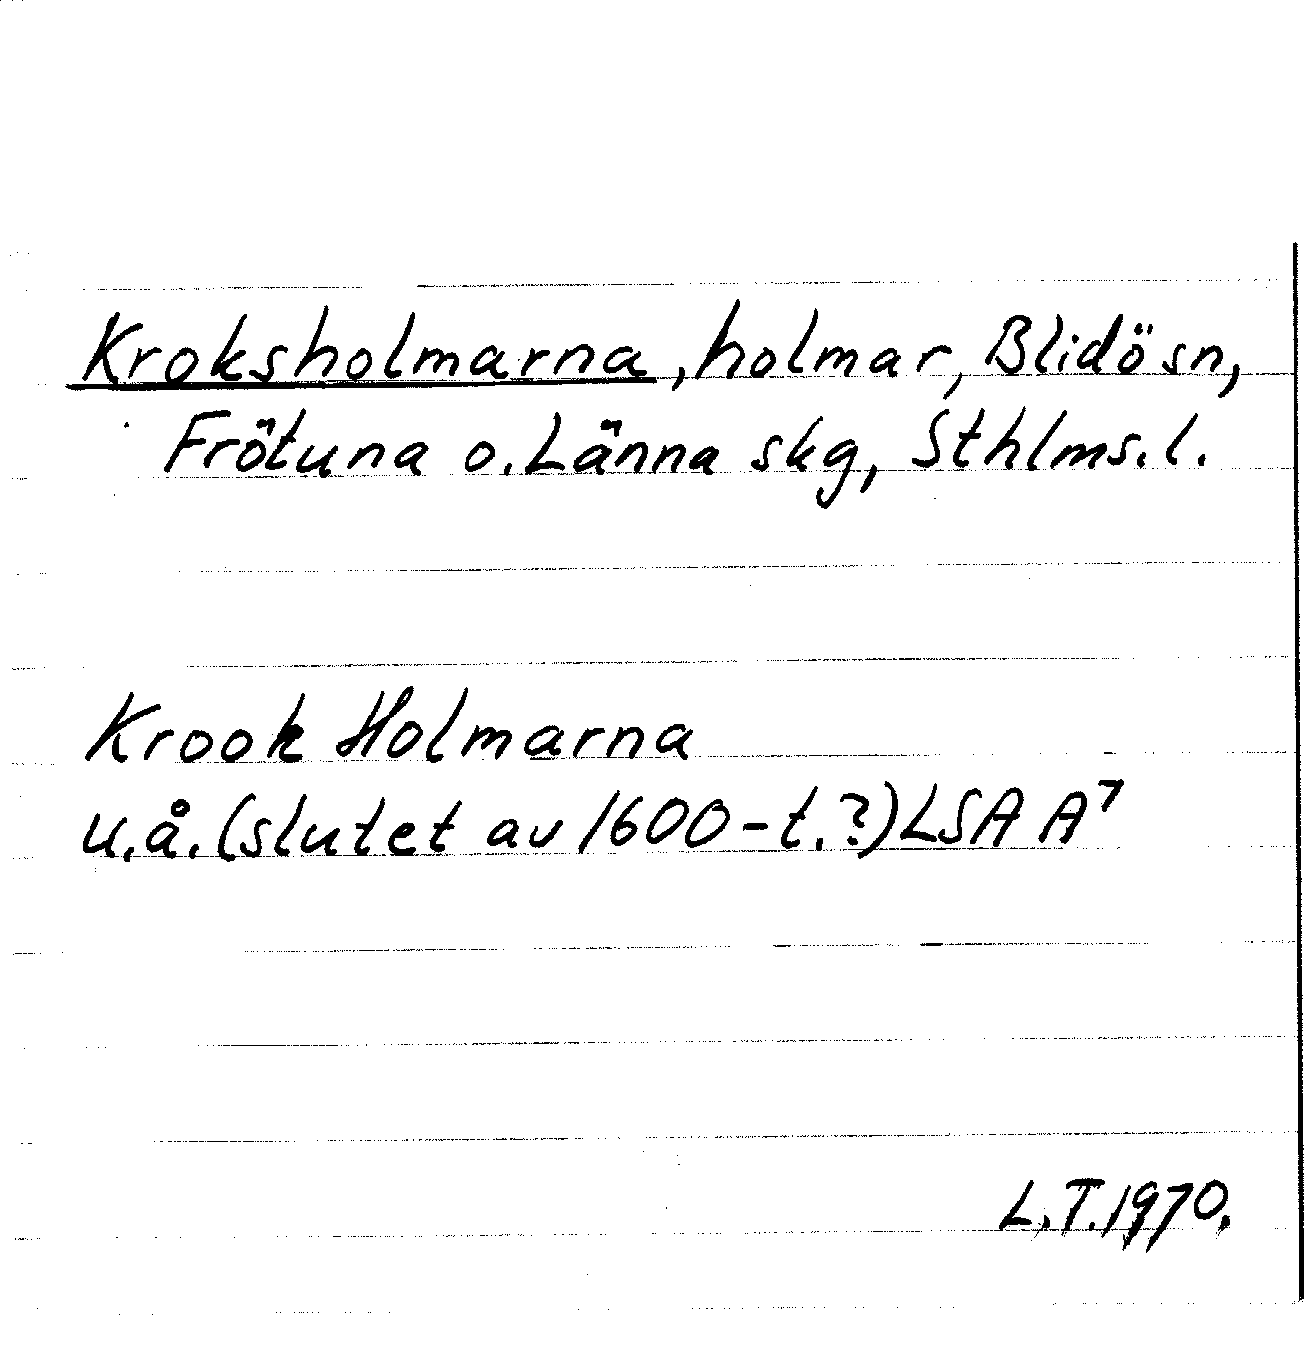 Kroksholmarna, holmar, Blidö sn,
Frötuna o. Länna skg, Sthlms. l.
Krook Holmarna
u.å. (slutet av 1600-t.?) LSA A⁷
L.T. 1970.